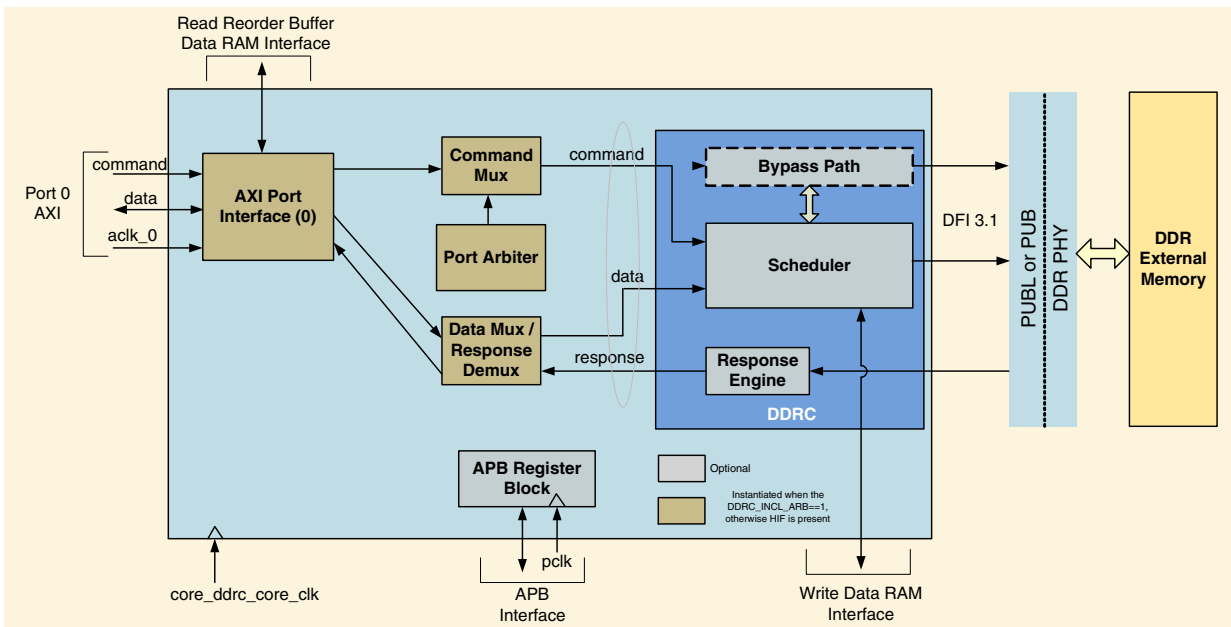 Read Reorder Buffer
Data RAM Interface
Port 0
AXI
command
data
aclk_0
AXI Port
Interface (0)
Command
Mux
Port Arbiter
Data Mux /
Response
Demux
command
data
response
Bypass Path
Scheduler
Response
Engine
DDRC
DFI 3.1
PUBL or PUB
DDR PHY
DDR
External
Memory
APB Register
Block
Optional
Instantiated when the
DDRC_INCL_ARB==1,
otherwise HIF is present
pclk
core_ddrc_core_clk
APB
Interface
Write Data RAM
Interface